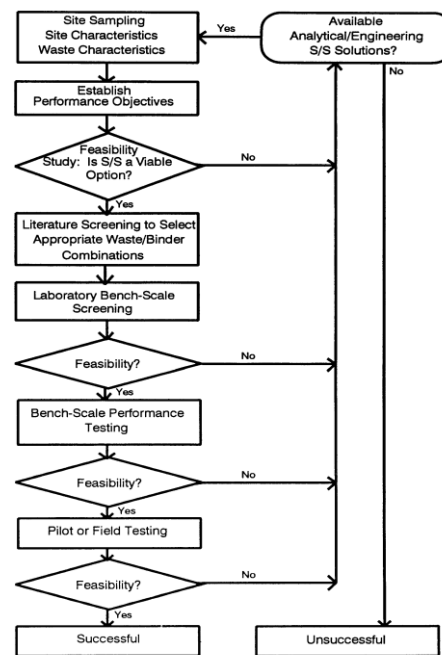 Site Sampling
Site Characteristics
Waste Characteristics
Yes
Available
Analytical/Engineering
S/S Solutions?
No
Establish
Performance Objectives
Feasibility
Study: Is S/S a Viable
Option?
No
Yes
Literature Screening to Select
Appropriate Waste/Binder
Combinations
Laboratory Bench-Scale
Screening
Feasibility?
No
Yes
Bench-Scale Performance
Testing
Feasibility?
No
Yes
Pilot or Field Testing
Feasibility?
No
Yes
Successful
Unsuccessful